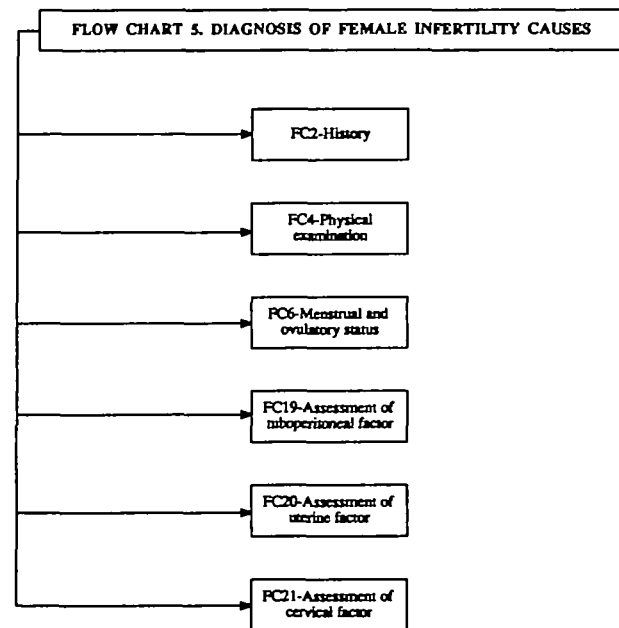 FLOW CHART 5. DIAGNOSIS OF FEMALE INFERTILITY CAUSES
FC2-History
FC4-Physical
examination
FC6-Menstrual and
ovulatory status
FC19-Assessment of
tuboperitoneal factor
FC20-Assessment of
uterine factor
FC21-Assessment of
cervical factor